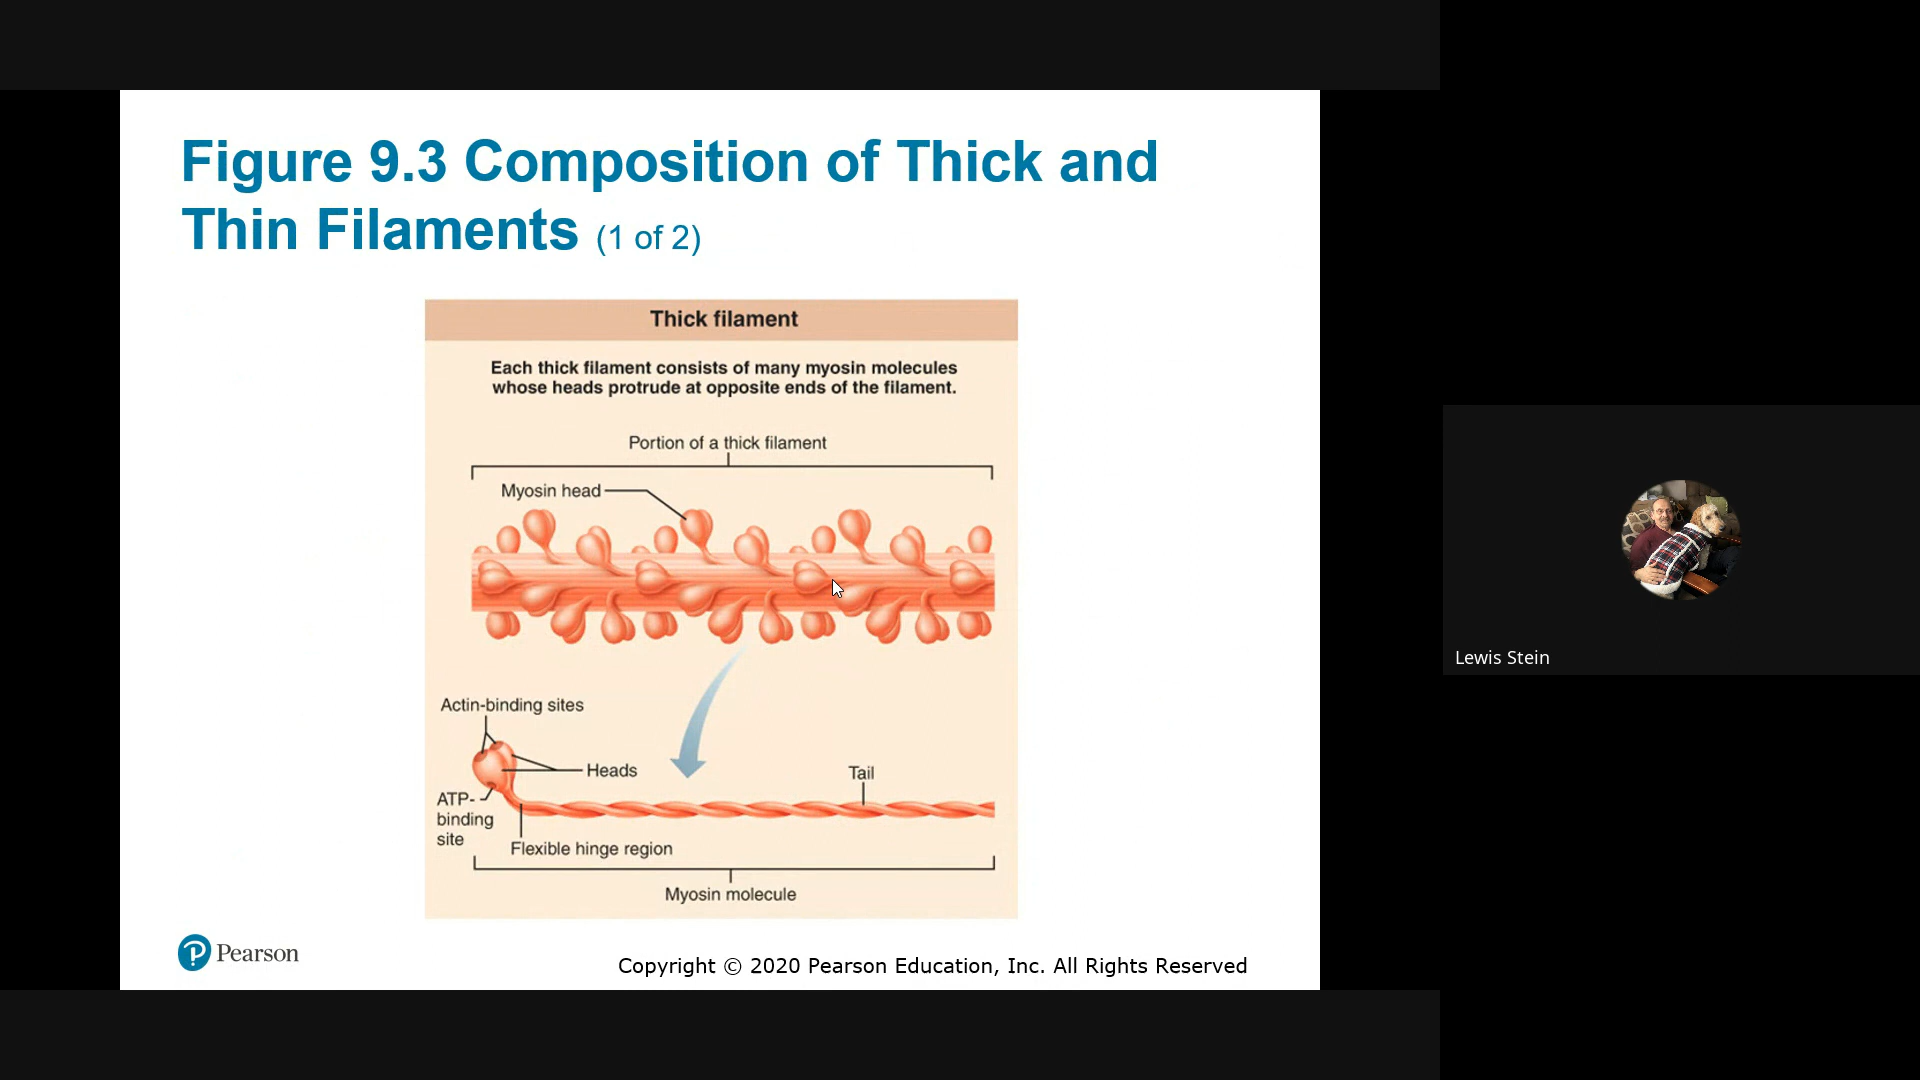 Figure 9.3 Composition of Thick and
Thin Filaments (1 of 2)
Thick filament
Each thick filament consists of many myosin molecules
whose heads protrude at opposite ends of the filament.
Portion of a thick filament
Myosin head
Actin-binding sites
Heads
Tail
ATP-
binding
site
Flexible hinge region
Myosin molecule
Pearson
Copyright © 2020 Pearson Education, Inc. All Rights Reserved
Lewis Stein